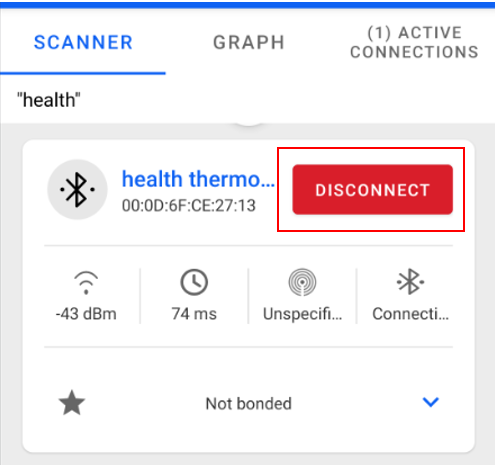 SCANNER
GRAPH
(1) ACTIVE
CONNECTIONS
"health"
health thermo...
00:0D:6F:CE:27:13
DISCONNECT
-43 dBm
74 ms
Unspecifi...
Connecti...
Not bonded